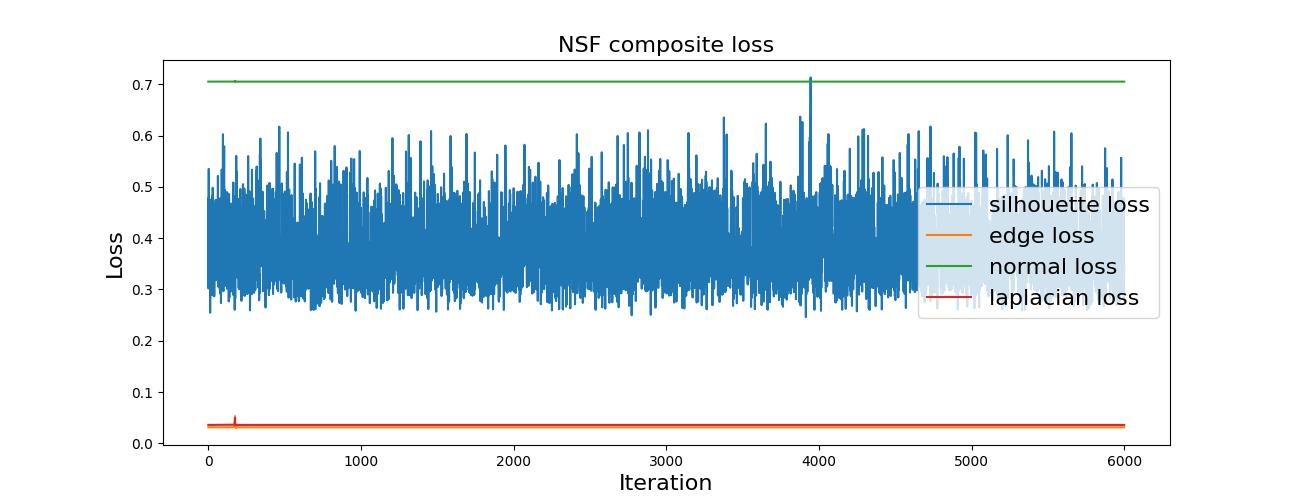 NSF composite loss
Loss
0.7
0.6
0.5
0.4
0.3
0.2
0.1
0.0
silhouette loss
edge loss
normal loss
laplacian loss
0 1000 2000 3000 4000 5000 6000
Iteration